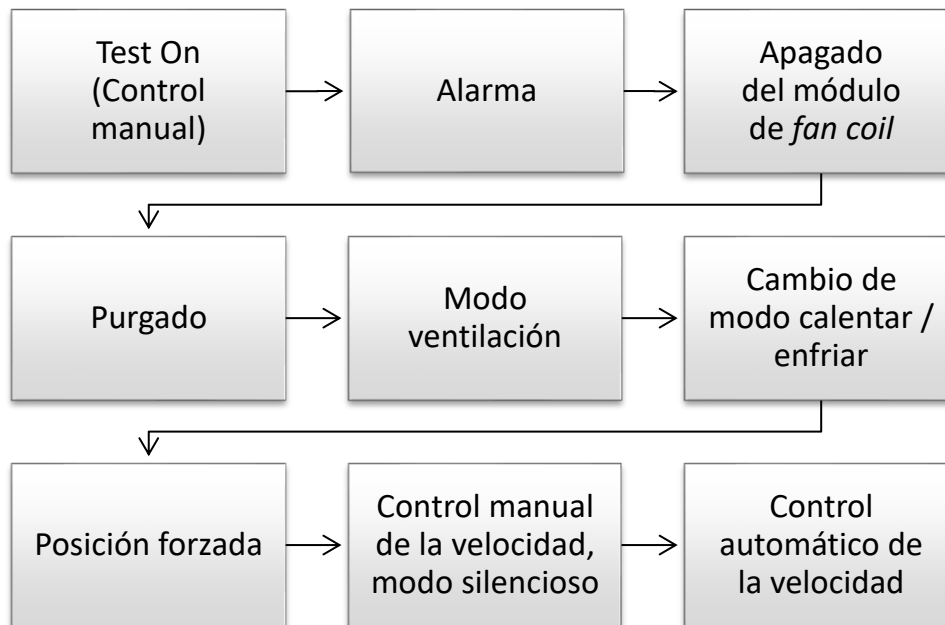 Test On
(Control
manual)
Alarma
Apagado
del módulo
de fan coil
Purgado
Modo
ventilación
Cambio de
modo calentar /
enfriar
Posición forzada
Control manual
de la velocidad,
modo silencioso
Control
automático de
la velocidad